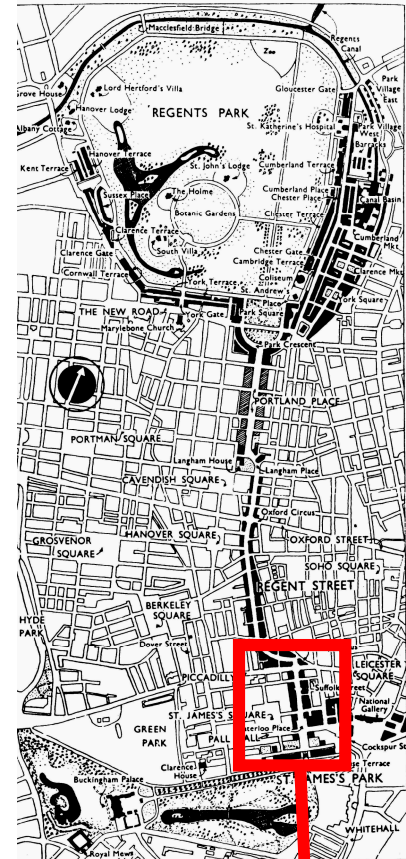 Macclesfield Bridge
Regents
Canal
Zoo
Park
Village
East
Grove House
Lord Hertford's Villa
Gloucester Gate
Hanover Lodge
REGENTS PARK
Albany Cottage
St. Katherine's Hospital
Park Village
West
Barracks
Hanover Terrace
Kent Terrace
St. John's Lodge
Cumberland Terrace
Sussex Place
The Holme
Cumberland Place
Chester Place
Canal Basin
Botanic Gardens
Chester Terrace
Clarence Terrace
Cumberland
Mkt
South Villa
Clarence Gate
Chester Gate
Cambridge Terrace
Clarence Mkt
Cornwall Terrace
Coliseum
York Terrace
St. Andrew's
Place
York Square
THE NEW ROAD
York Gate
Park Square
Marylebone Church
Park Crescent
PORTLAND PLACE
PORTMAN SQUARE
Langham House
Langham Place
CAVENDISH SQUARE
Oxford Circus
HANOVER SQUARE
OXFORD STREET
GROSVENOR
SQUARE
SOHO SQUARE
REGENT STREET
BERKELEY
SQUARE
HYDE
PARK
Dover Street
LEICESTER
SQUARE
PICCADILLY
Suffolk
National
Gallery
ST. JAMES'S SQUARE
GREEN
PARK
PALL MALL
Waterloo Place
Cockspur St
Clarence
House
ST. JAMES'S PARK
Buckingham Palace
WHITEHALL
Royal Mews